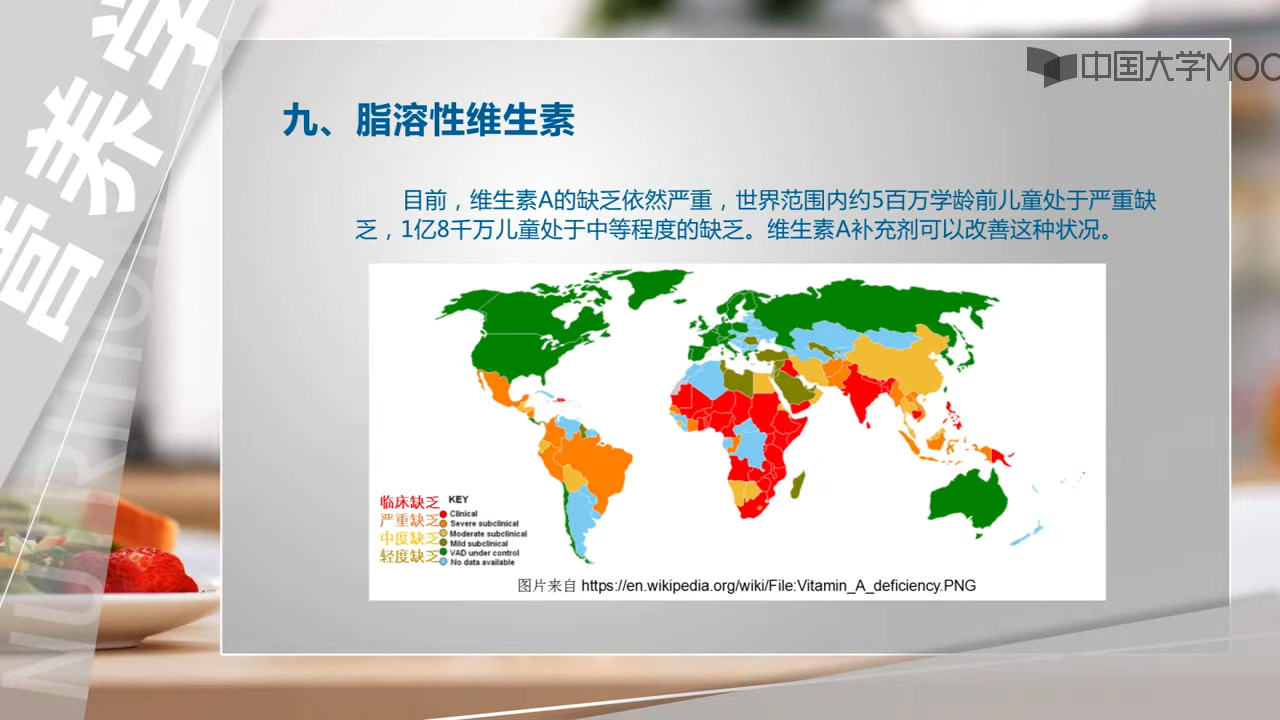 营养学
NUTRITION
中国大学MOO
九、脂溶性维生素
目前，维生素A的缺乏依然严重，世界范围内约5百万学龄前儿童处于严重缺
乏，1亿8千万儿童处于中等程度的缺乏。维生素A补充剂可以改善这种状况。
KEY
临床缺乏
严重缺乏
中度缺乏
轻度缺乏
Clinical
Severe subclinical
Moderate subclinical
Mild subclinical
VAD under control
No data available
图片来自 https://en.wikipedia.org/wiki/File:Vitamin_A_deficiency.PNG